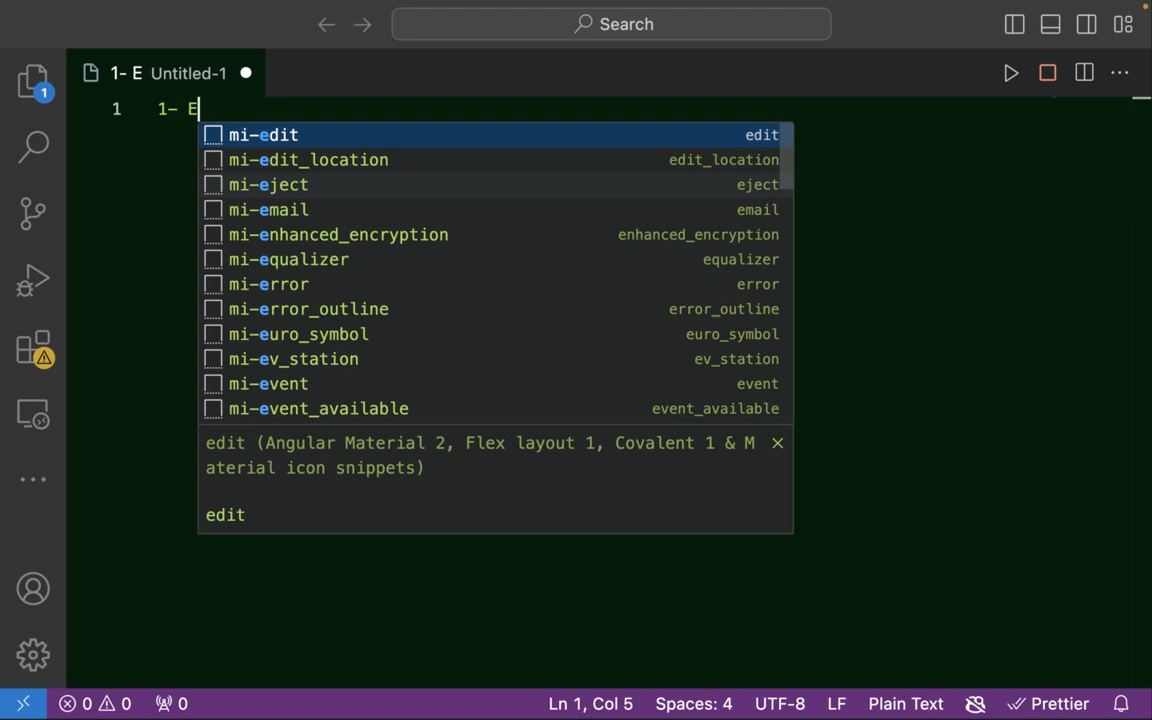 Search
1- E Untitled-1
1
1 1- E
mi-edit edit
mi-edit_location edit_location
mi-eject eject
mi-email email
mi-enhanced_encryption enhanced_encryption
mi-equalizer equalizer
mi-error error
mi-error_outline error_outline
mi-euro_symbol euro_symbol
mi-ev_station ev_station
mi-event event
mi-event_available event_available
edit (Angular Material 2, Flex layout 1, Covalent 1 & M
aterial icon snippets)
edit
0 0 0 Ln 1, Col 5 Spaces: 4 UTF-8 LF Plain Text Prettier